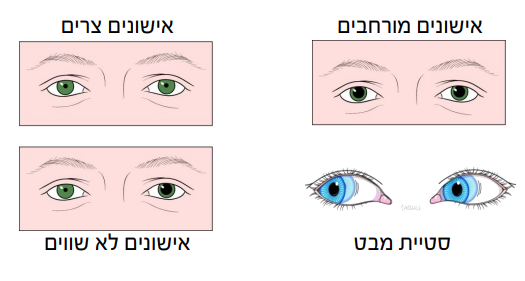 אישונים מורחבים
אישונים צרים
סטיית מבט
אישונים לא שווים